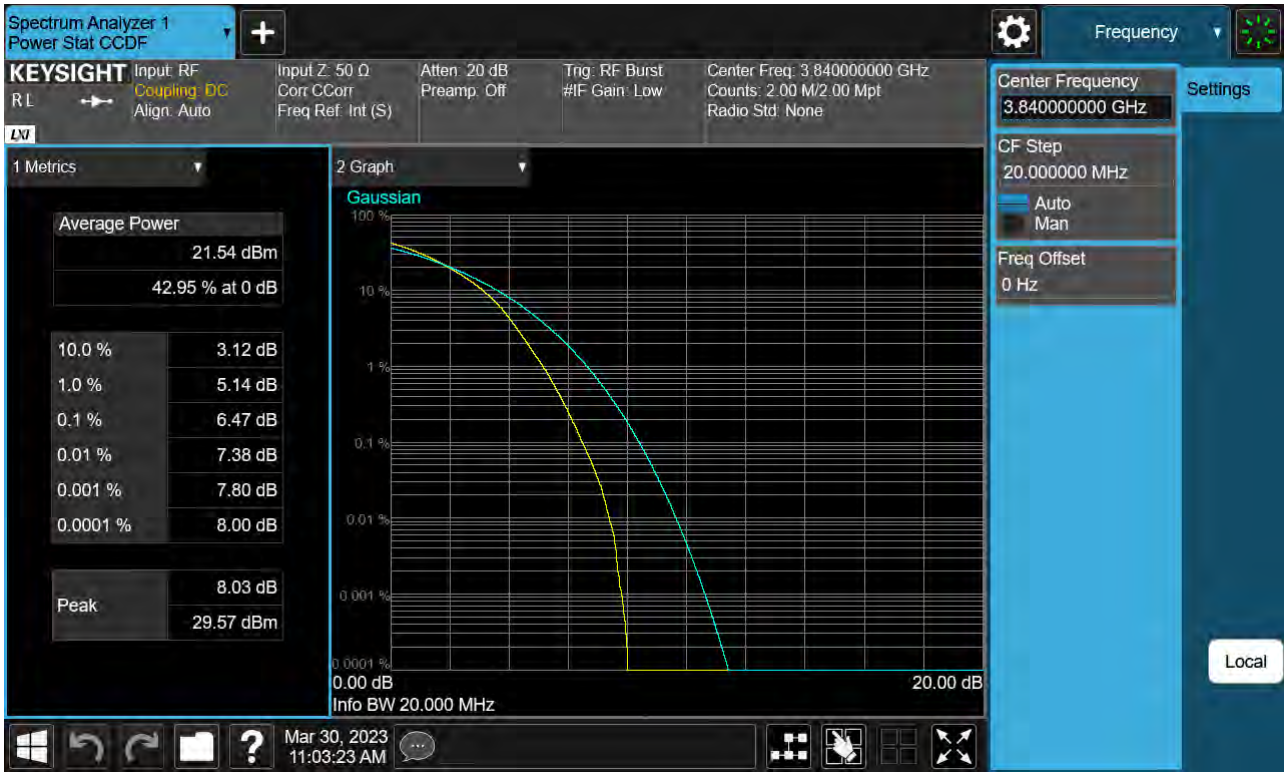 Spectrum Analyzer 1
Power Stat CCDF
+
Frequency
KEYSIGHT
RL
LXI
Input: RF
Coupling: DC
Align: Auto
Input Z: 50 Ω
Corr CCorr
Freq Ref: Int (S)
Atten: 20 dB
Preamp: Off
Trig: RF Burst
#IF Gain: Low
Center Freq: 3.840000000 GHz
Counts: 2.00 M/2.00 Mpt
Radio Std: None
Center Frequency
3.840000000 GHz
Settings
CF Step
20.000000 MHz
Auto
Man
Freq Offset
0 Hz
1 Metrics
Average Power
21.54 dBm
42.95 % at 0 dB
10.0 % 3.12 dB
1.0 % 5.14 dB
0.1 % 6.47 dB
0.01 % 7.38 dB
0.001 % 7.80 dB
0.0001 % 8.00 dB
Peak
8.03 dB
29.57 dBm
2 Graph
Gaussian
100 %
10 %
1 %
0.1 %
0.01 %
0.001 %
0.0001 %
0.00 dB 20.00 dB
Info BW 20.000 MHz
Local
?
Mar 30, 2023
11:03:23 AM